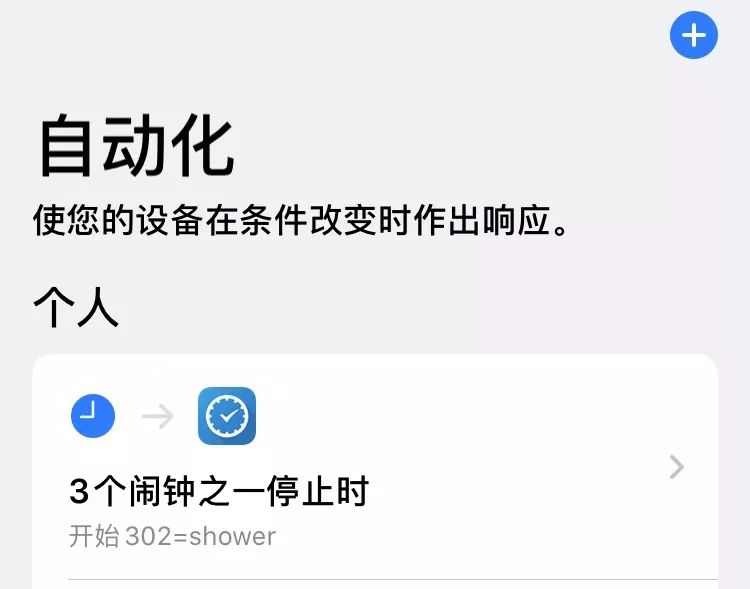 自动化
使您的设备在条件改变时作出响应。
个人
3个闹钟之一停止时
开始 302=shower